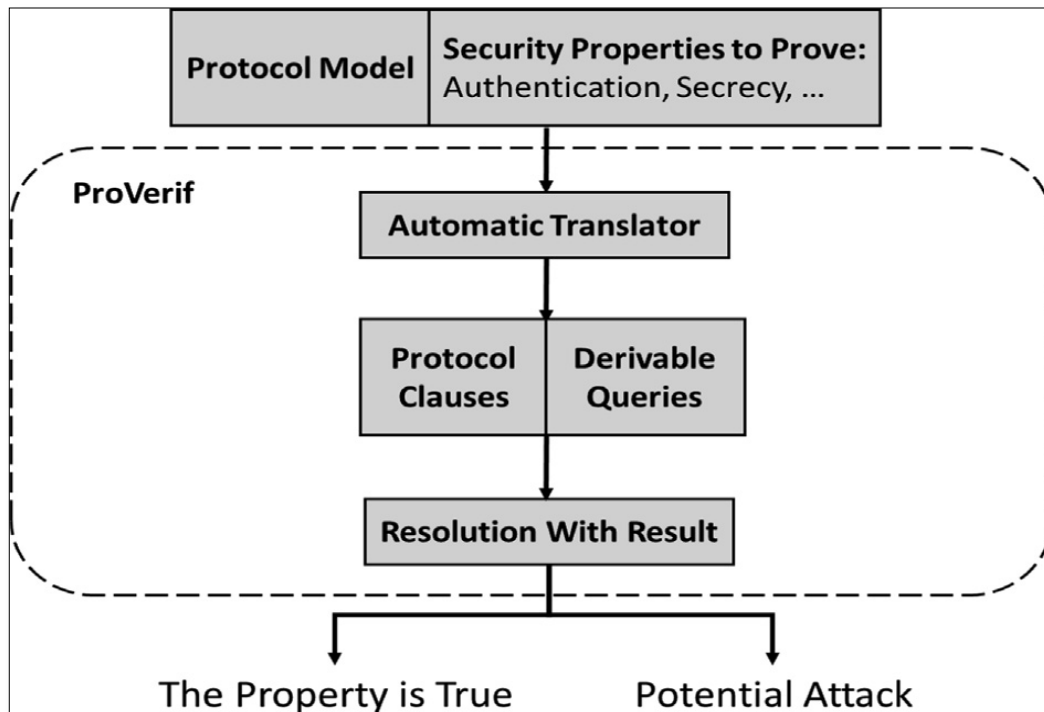 Protocol Model
Security Properties to Prove:
Authentication, Secrecy, ...
ProVerif
Automatic Translator
Protocol
Clauses
Derivable
Queries
Resolution With Result
The Property is True
Potential Attack